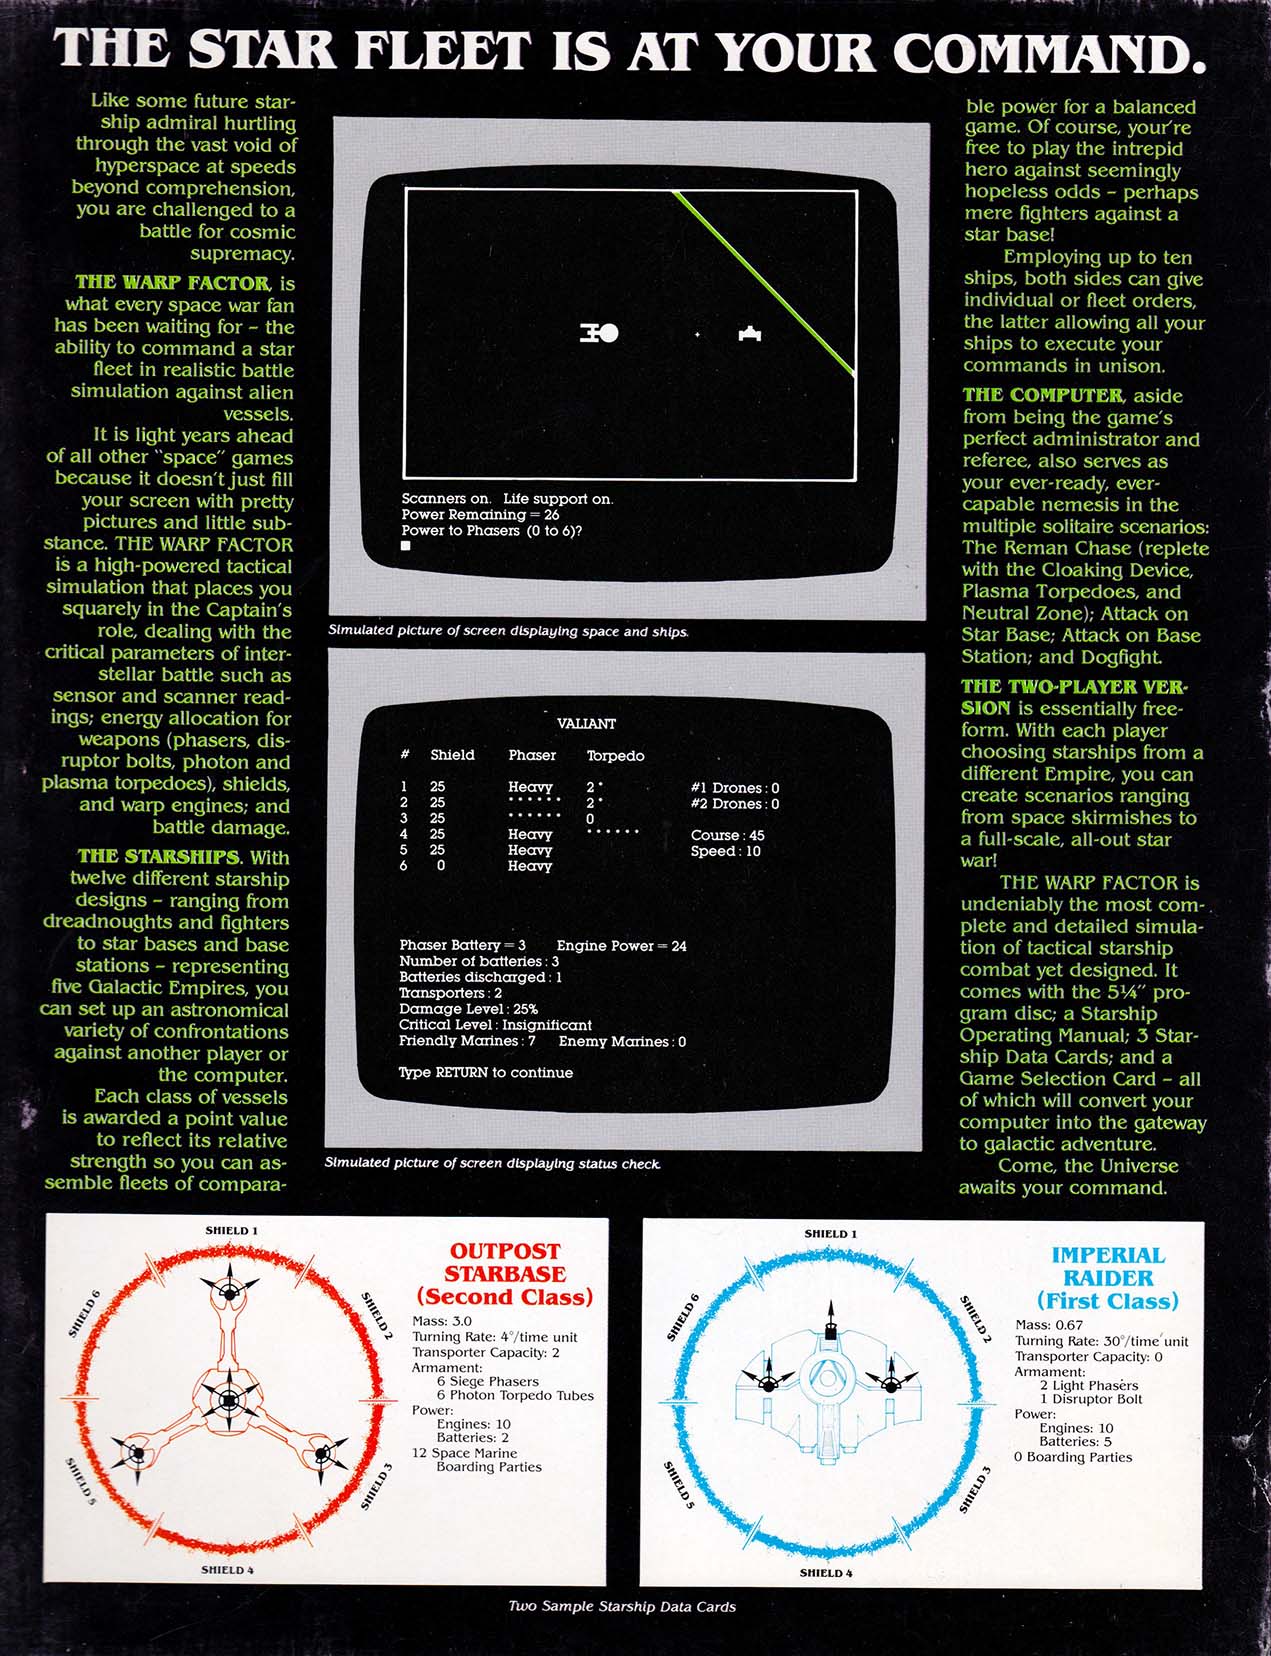 THE STAR FLEET IS AT YOUR COMMAND.
Like some future star-
ship admiral hurtling
through the vast void of
hyperspace at speeds
beyond comprehension,
you are challenged to a
battle for cosmic
supremacy.
THE WARP FACTOR, is
what every space war fan
has been waiting for – the
ability to command a star
fleet in realistic battle
simulation against alien
vessels.
It is light years ahead
of all other "space" games
because it doesn't just fill
your screen with pretty
pictures and little sub-
stance. THE WARP FACTOR
is a high-powered tactical
simulation that places you
squarely in the Captain's
role, dealing with the
critical parameters of inter-
stellar battle such as
sensor and scanner read-
ings; energy allocation for
weapons (phasers, dis-
ruptor bolts, photon and
plasma torpedoes), shields,
and warp engines; and
battle damage.
THE STARSHIPS. With
twelve different starship
designs – ranging from
dreadnoughts and fighters
to star bases and base
stations – representing
five Galactic Empires, you
can set up an astronomical
variety of confrontations
against another player or
the computer.
Each class of vessels
is awarded a point value
to reflect its relative
strength so you can as-
semble fleets of compara-
Scanners on. Life support on.
Power Remaining = 26
Power to Phasers (0 to 6)?
Simulated picture of screen displaying space and ships.
VALIANT
# Shield Phaser Torpedo
1 25 Heavy 2 * #1 Drones : 0
2 25 * * * * * * 2 * #2 Drones : 0
3 25 * * * * * * 0
4 25 Heavy * * * * * * Course : 45
5 25 Heavy Speed : 10
6 0 Heavy
Phaser Battery = 3 Engine Power = 24
Number of batteries : 3
Batteries discharged : 1
Transporters : 2
Damage Level : 25%
Critical Level : Insignificant
Friendly Marines : 7 Enemy Marines : 0
Type RETURN to continue
Simulated picture of screen displaying status check.
ble power for a balanced
game. Of course, your're
free to play the intrepid
hero against seemingly
hopeless odds – perhaps
mere fighters against a
star base!
Employing up to ten
ships, both sides can give
individual or fleet orders,
the latter allowing all your
ships to execute your
commands in unison.
THE COMPUTER, aside
from being the game's
perfect administrator and
referee, also serves as
your ever-ready, ever-
capable nemesis in the
multiple solitaire scenarios:
The Reman Chase (replete
with the Cloaking Device,
Plasma Torpedoes, and
Neutral Zone); Attack on
Star Base; Attack on Base
Station; and Dogfight.
THE TWO-PLAYER VER-
SION is essentially free-
form. With each player
choosing starships from a
different Empire, you can
create scenarios ranging
from space skirmishes to
a full-scale, all-out star
war!
THE WARP FACTOR is
undeniably the most com-
plete and detailed simula-
tion of tactical starship
combat yet designed. It
comes with the 5¼" pro-
gram disc; a Starship
Operating Manual; 3 Star-
ship Data Cards; and a
Game Selection Card – all
of which will convert your
computer into the gateway
to galactic adventure.
Come, the Universe
awaits your command.
SHIELD 1
SHIELD 2
SHIELD 3
SHIELD 4
SHIELD 5
SHIELD 6
OUTPOST
STARBASE
(Second Class)
Mass: 3.0
Turning Rate: 4°/time unit
Transporter Capacity: 2
Armament:
6 Siege Phasers
6 Photon Torpedo Tubes
Power:
Engines: 10
Batteries: 2
12 Space Marine
Boarding Parties
SHIELD 1
SHIELD 2
SHIELD 3
SHIELD 4
SHIELD 5
SHIELD 6
IMPERIAL
RAIDER
(First Class)
Mass: 0.67
Turning Rate: 30°/time unit
Transporter Capacity: 0
Armament:
2 Light Phasers
1 Disruptor Bolt
Power:
Engines: 10
Batteries: 5
0 Boarding Parties
Two Sample Starship Data Cards